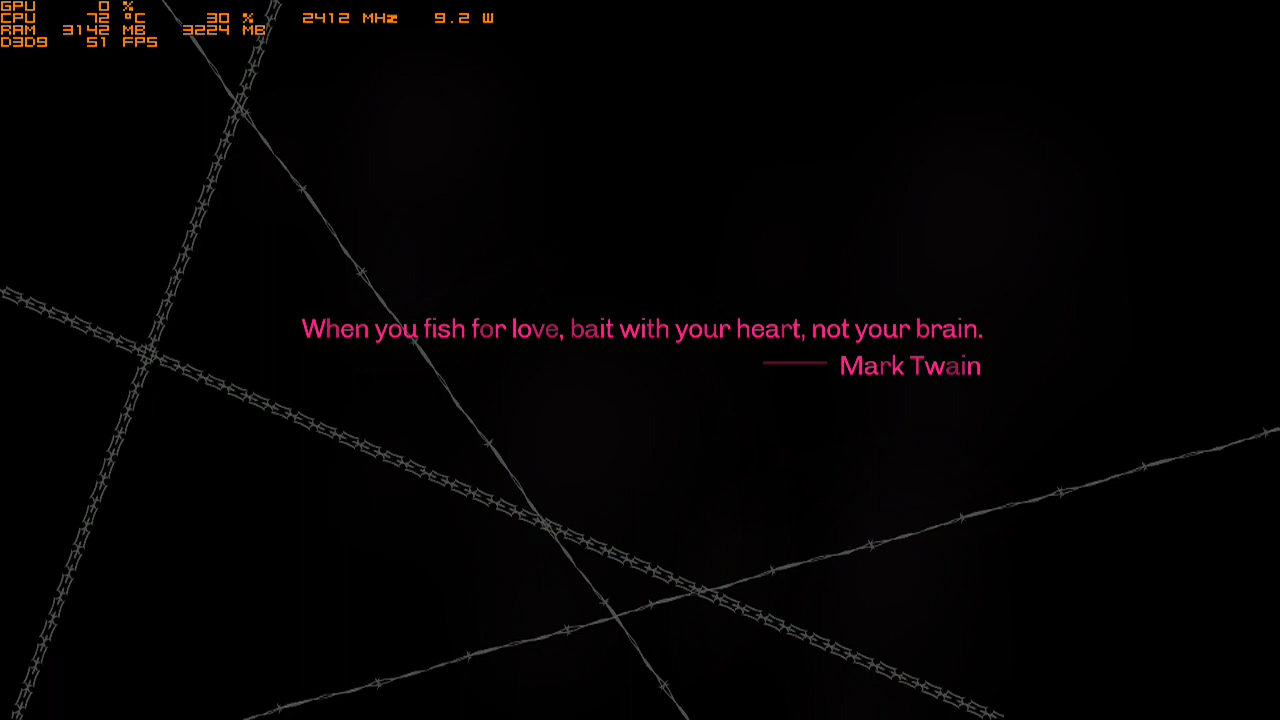 GPU 0 %
CPU 72 °C 30 % 2412 MHz 9.2 W
RAM 3142 MB 3224 MB
D3D9 51 FPS
When you fish for love, bait with your heart, not your brain.
Mark Twain